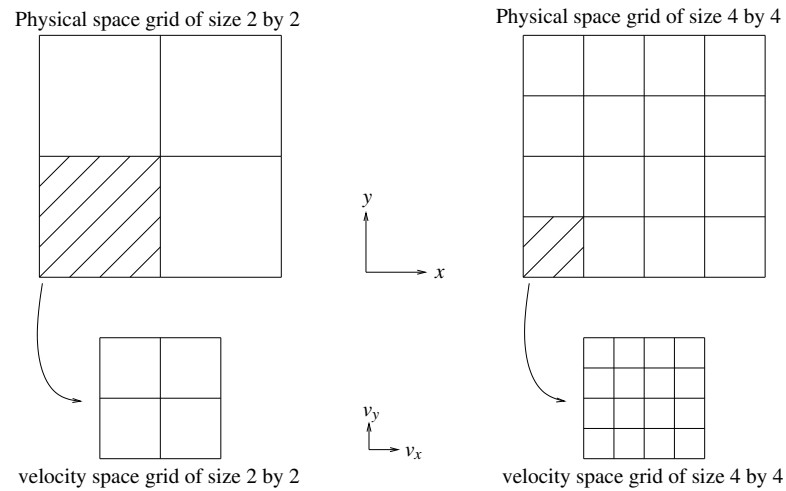 Physical space grid of size 2 by 2
Physical space grid of size 4 by 4
y
x
v_y
v_x
velocity space grid of size 2 by 2
velocity space grid of size 4 by 4